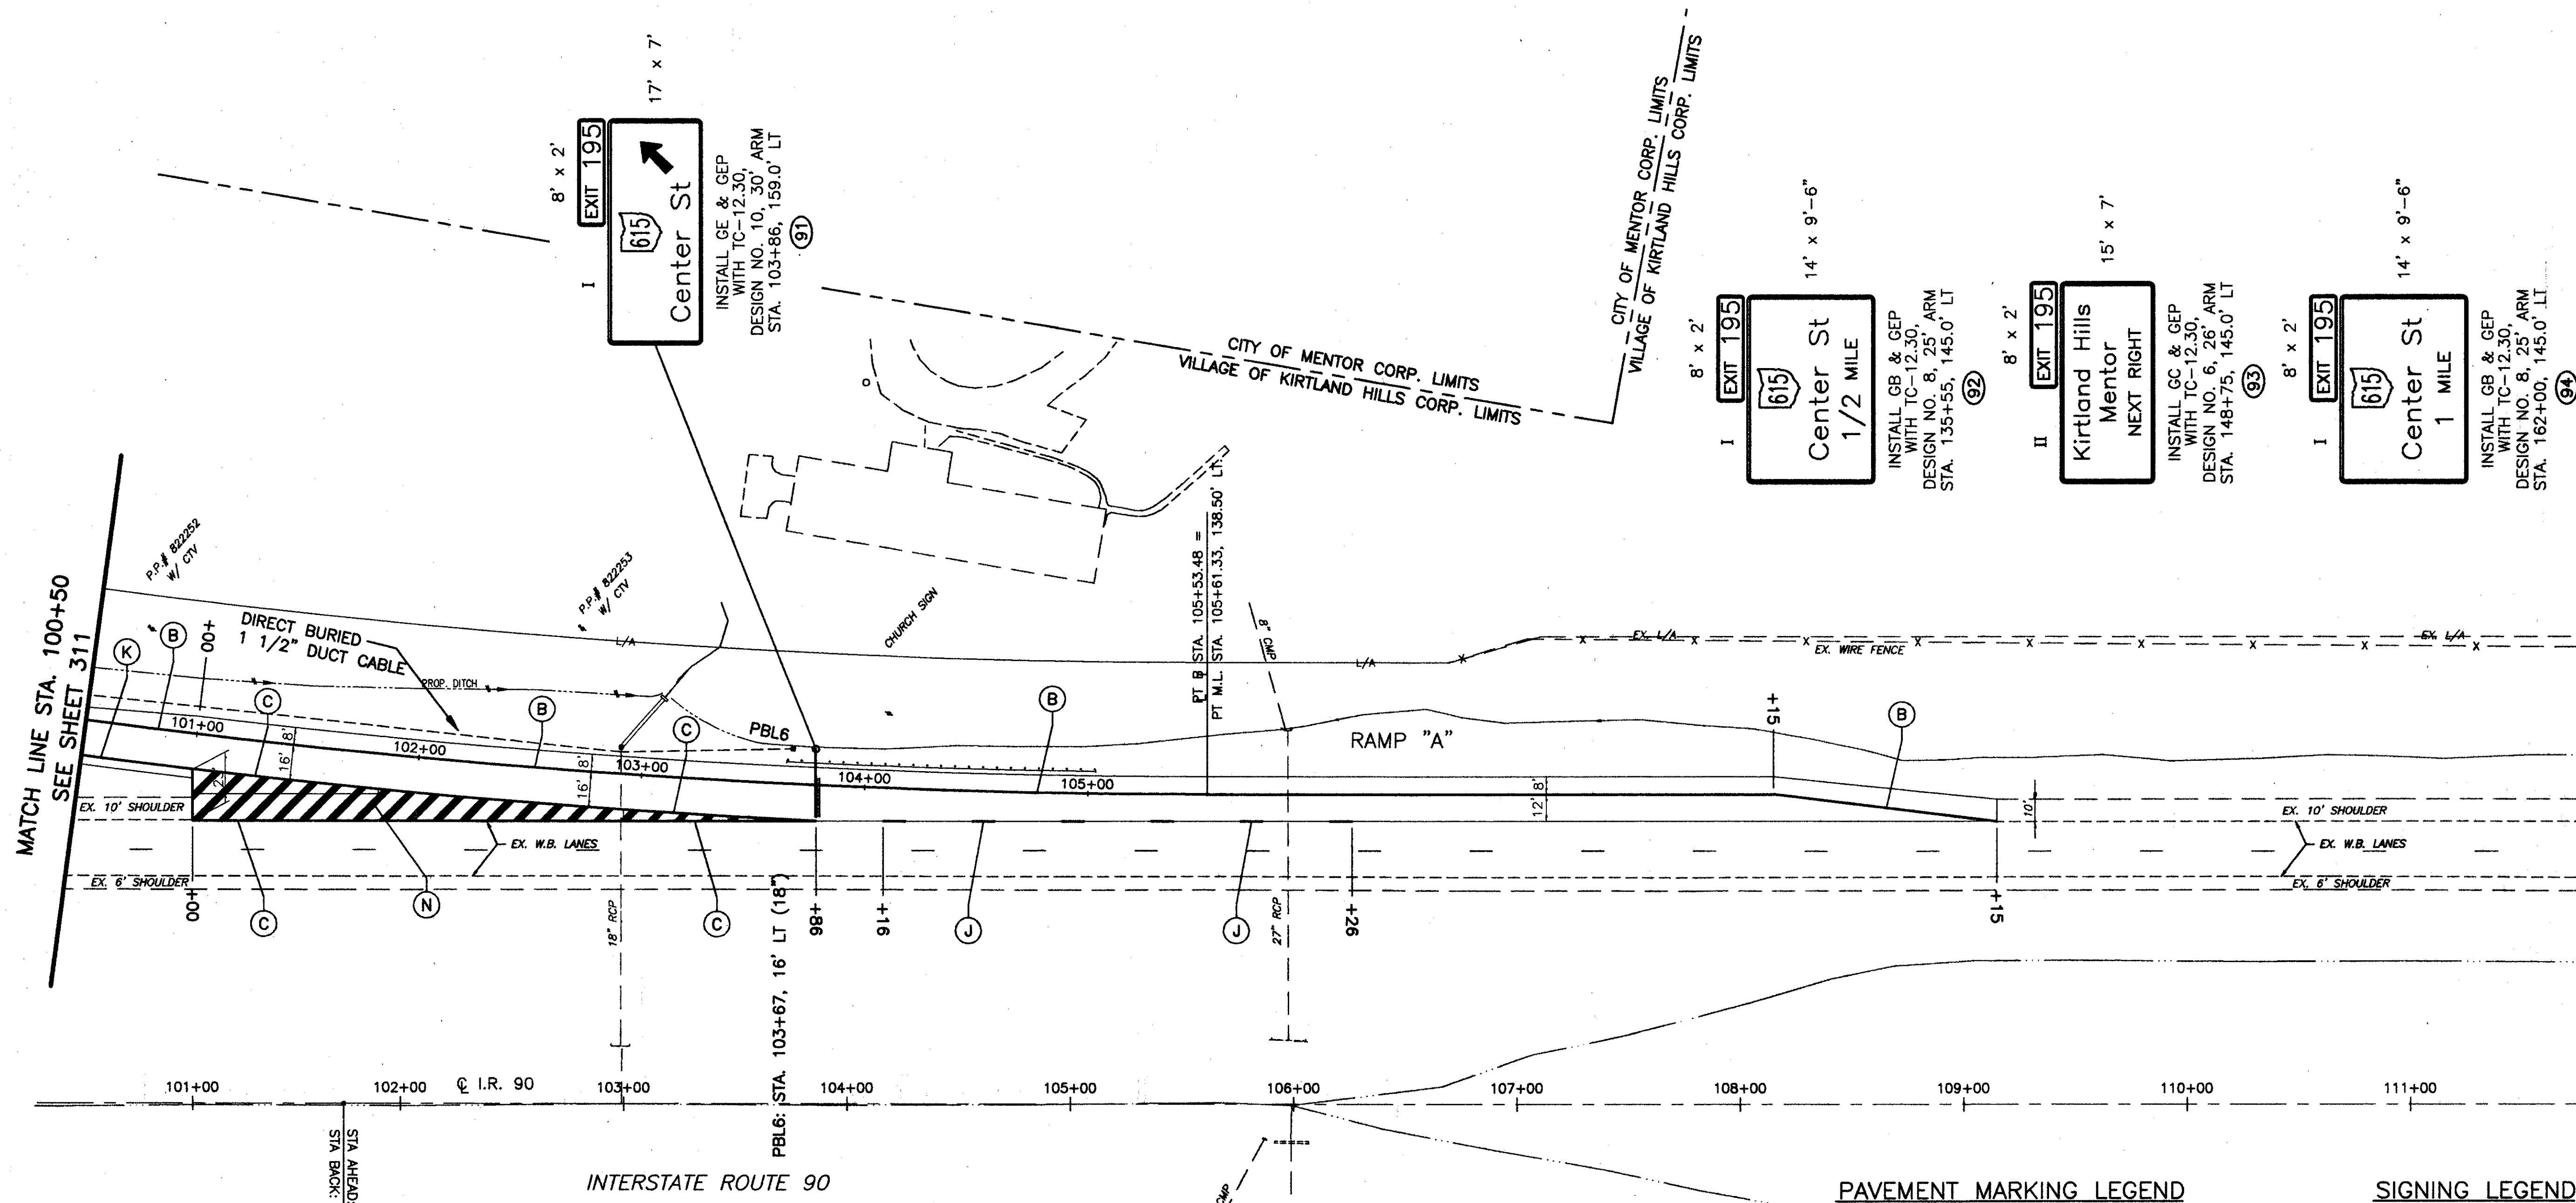 8' x 2'
I
EXIT 195
615
Center St
17' x 7'
INSTALL GE & GEP
WITH TC-12.30,
DESIGN NO. 10, 30' ARM
STA. 103+86, 159.0' LT
91
CITY OF MENTOR CORP. LIMITS
VILLAGE OF KIRTLAND HILLS CORP. LIMITS
CITY OF MENTOR CORP. LIMITS
VILLAGE OF KIRTLAND HILLS CORP. LIMITS
8' x 2'
I
EXIT 195
615
Center St
1/2 MILE
14' x 9'-6"
INSTALL GB & GEP
WITH TC-12.30,
DESIGN NO. 8, 25' ARM
STA. 135+55, 145.0' LT
92
8' x 2'
II
EXIT 195
Kirtland Hills
Mentor
NEXT RIGHT
15' x 7'
INSTALL GC & GEP
WITH TC-12.30,
DESIGN NO. 6, 26' ARM
STA. 148+75, 145.0' LT
93
8' x 2'
I
EXIT 195
615
Center St
1 MILE
14' x 9'-6"
INSTALL GB & GEP
WITH TC-12.30,
DESIGN NO. 8, 25' ARM
STA. 162+00, 145.0' LT
94
MATCH LINE STA. 100+50
SEE SHEET 311
P.P.# 822252
W/ CTV
P.P.# 822253
W/ CTV
CHURCH SIGN
PT B STA. 105+53.48 =
PT M.L. STA. 105+61.33, 138.50' LT.
8" CMP
K
B
+00
DIRECT BURIED
1 1/2" DUCT CABLE
L/A
L/A
EX. L/A
EX. WIRE FENCE
EX. L/A
PROP. DITCH
C
B
C
PBL6
B
RAMP "A"
+15
B
101+00
102+00
103+00
104+00
105+00
8'
16'
8'
16'
8'
12'
10'
EX. 10' SHOULDER
EX. W.B. LANES
EX. 6' SHOULDER
EX. 10' SHOULDER
EX. W.B. LANES
EX. 6' SHOULDER
+00
C
N
18" RCP
C
+86
+16
J
J
27" RCP
+26
+15
PBL6: STA. 103+67, 16' LT (18")
101+00
102+00
℄ I.R. 90
103+00
104+00
105+00
106+00
107+00
108+00
109+00
110+00
111+00
STA AHEAD:
STA BACK:
INTERSTATE ROUTE 90
CMP
PAVEMENT MARKING LEGEND
SIGNING LEGEND